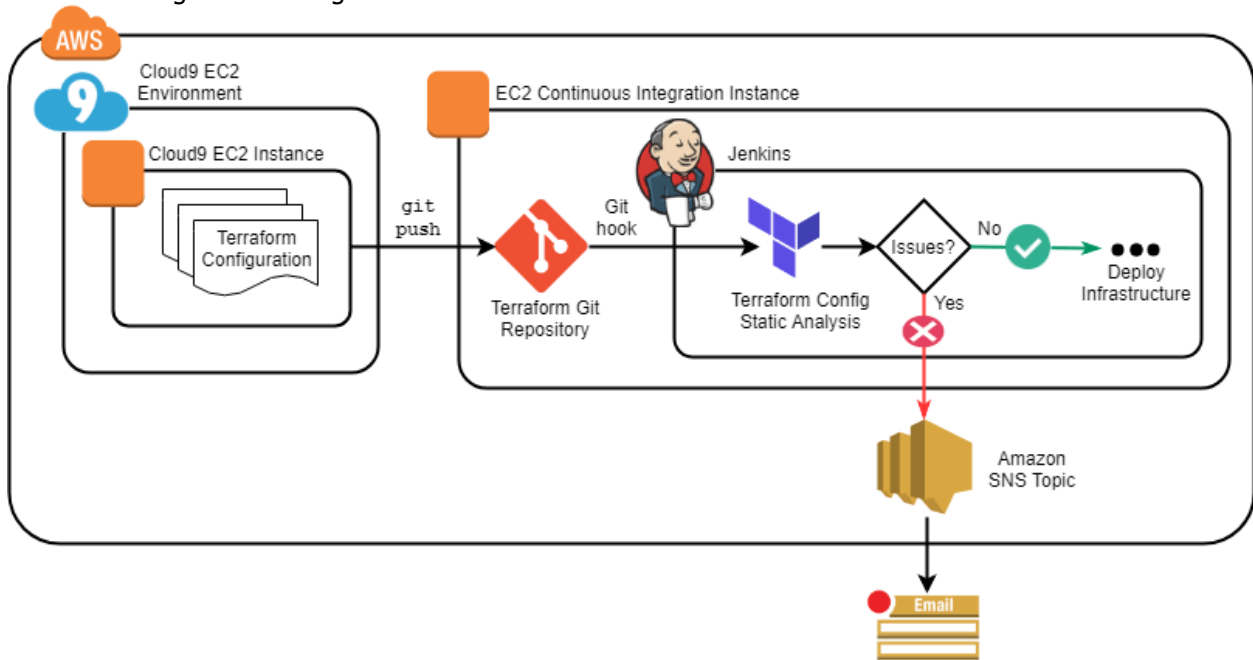 AWS
Cloud9 EC2
Environment
EC2 Continuous Integration Instance
Cloud9 EC2 Instance
Jenkins
git
push
Git
hook
Terraform
Configuration
Issues?
No
Deploy
Infrastructure
Terraform Git
Repository
Terraform Config
Static Analysis
Yes
Amazon
SNS Topic
Email